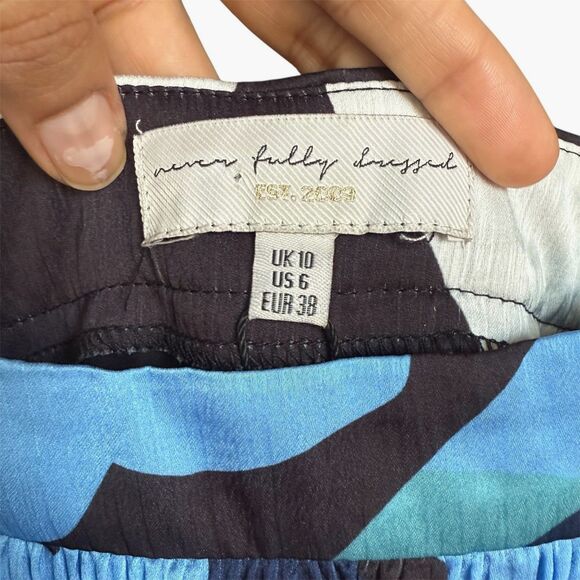 never fully dressed
EST. 2009
UK 10
US 6
EUR 38